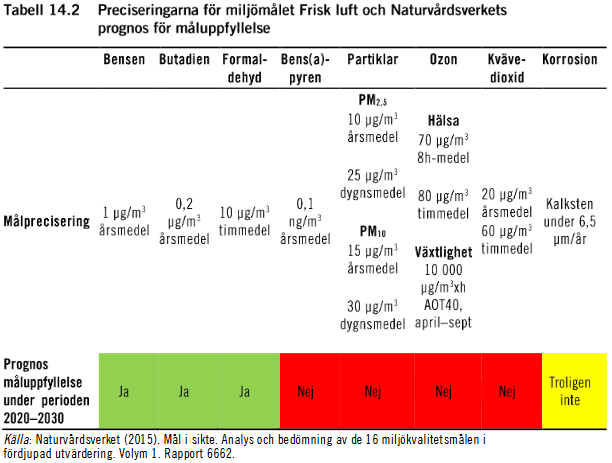 Tabell 14.2 Preciseringarna för miljömålet Frisk luft och Naturvårdsverkets
prognos för måluppfyllelse
Bensen Butadien Formal-
dehyd Bens(a)-
pyren Partiklar Ozon Kväve-
dioxid Korrosion
Målprecisering
1 µg/m³
årsmedel
0,2
µg/m³
årsmedel
10 µg/m³
timmedel
0,1
ng/m³
årsmedel
PM2,5
10 µg/m³
årsmedel
25 µg/m³
dygnsmedel
PM10
15 µg/m³
årsmedel
30 µg/m³
dygnsmedel
Hälsa
70 µg/m³
8h-medel
80 µg/m³
timmedel
Växtlighet
10 000
µg/m³xh
AOT40,
april–sept
20 µg/m³
årsmedel
60 µg/m³
timmedel
Kalksten
under 6,5
µm/år
Prognos
måluppfyllelse
under perioden
2020–2030
Ja Ja Ja Nej Nej Nej Nej Troligen
inte
Källa: Naturvårdsverket (2015). Mål i sikte. Analys och bedömning av de 16 miljökvalitetsmålen i
fördjupad utvärdering. Volym 1. Rapport 6662.